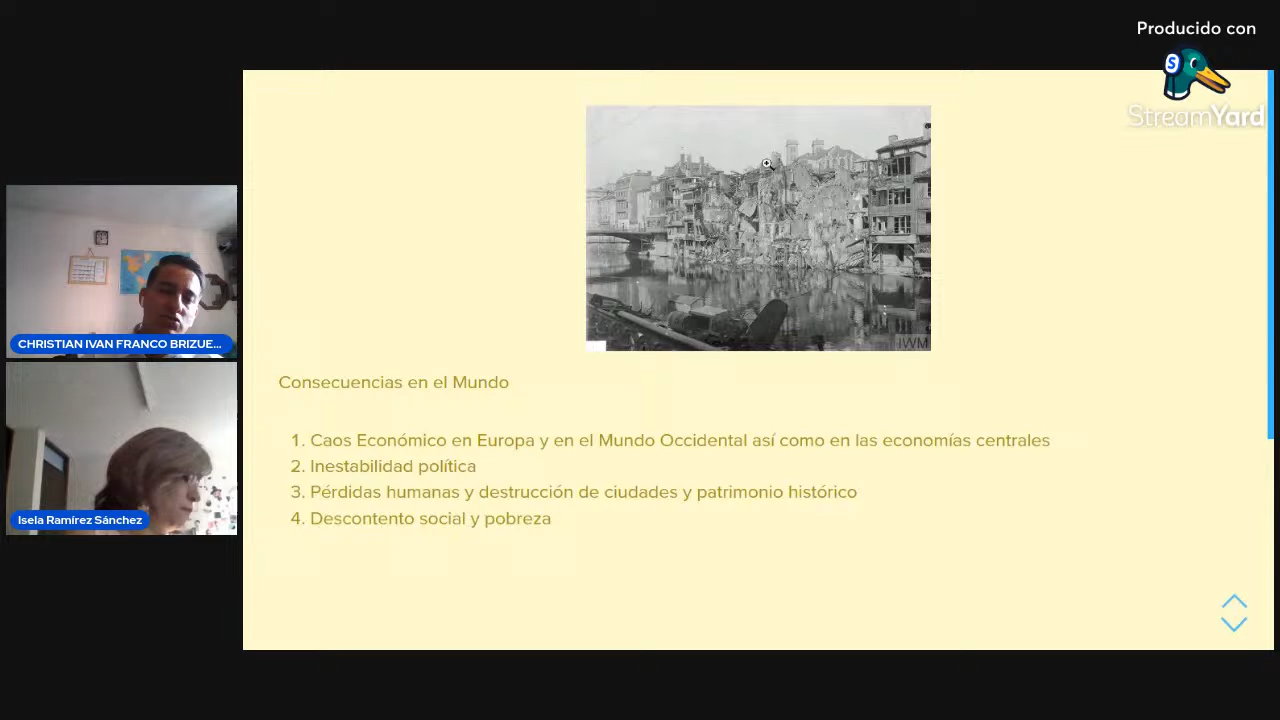 Producido con
StreamYard
IWM
CHRISTIAN IVAN FRANCO BRIZUE...
Isela Ramírez Sánchez
Consecuencias en el Mundo
1. Caos Económico en Europa y en el Mundo Occidental así como en las economías centrales
2. Inestabilidad política
3. Pérdidas humanas y destrucción de ciudades y patrimonio histórico
4. Descontento social y pobreza